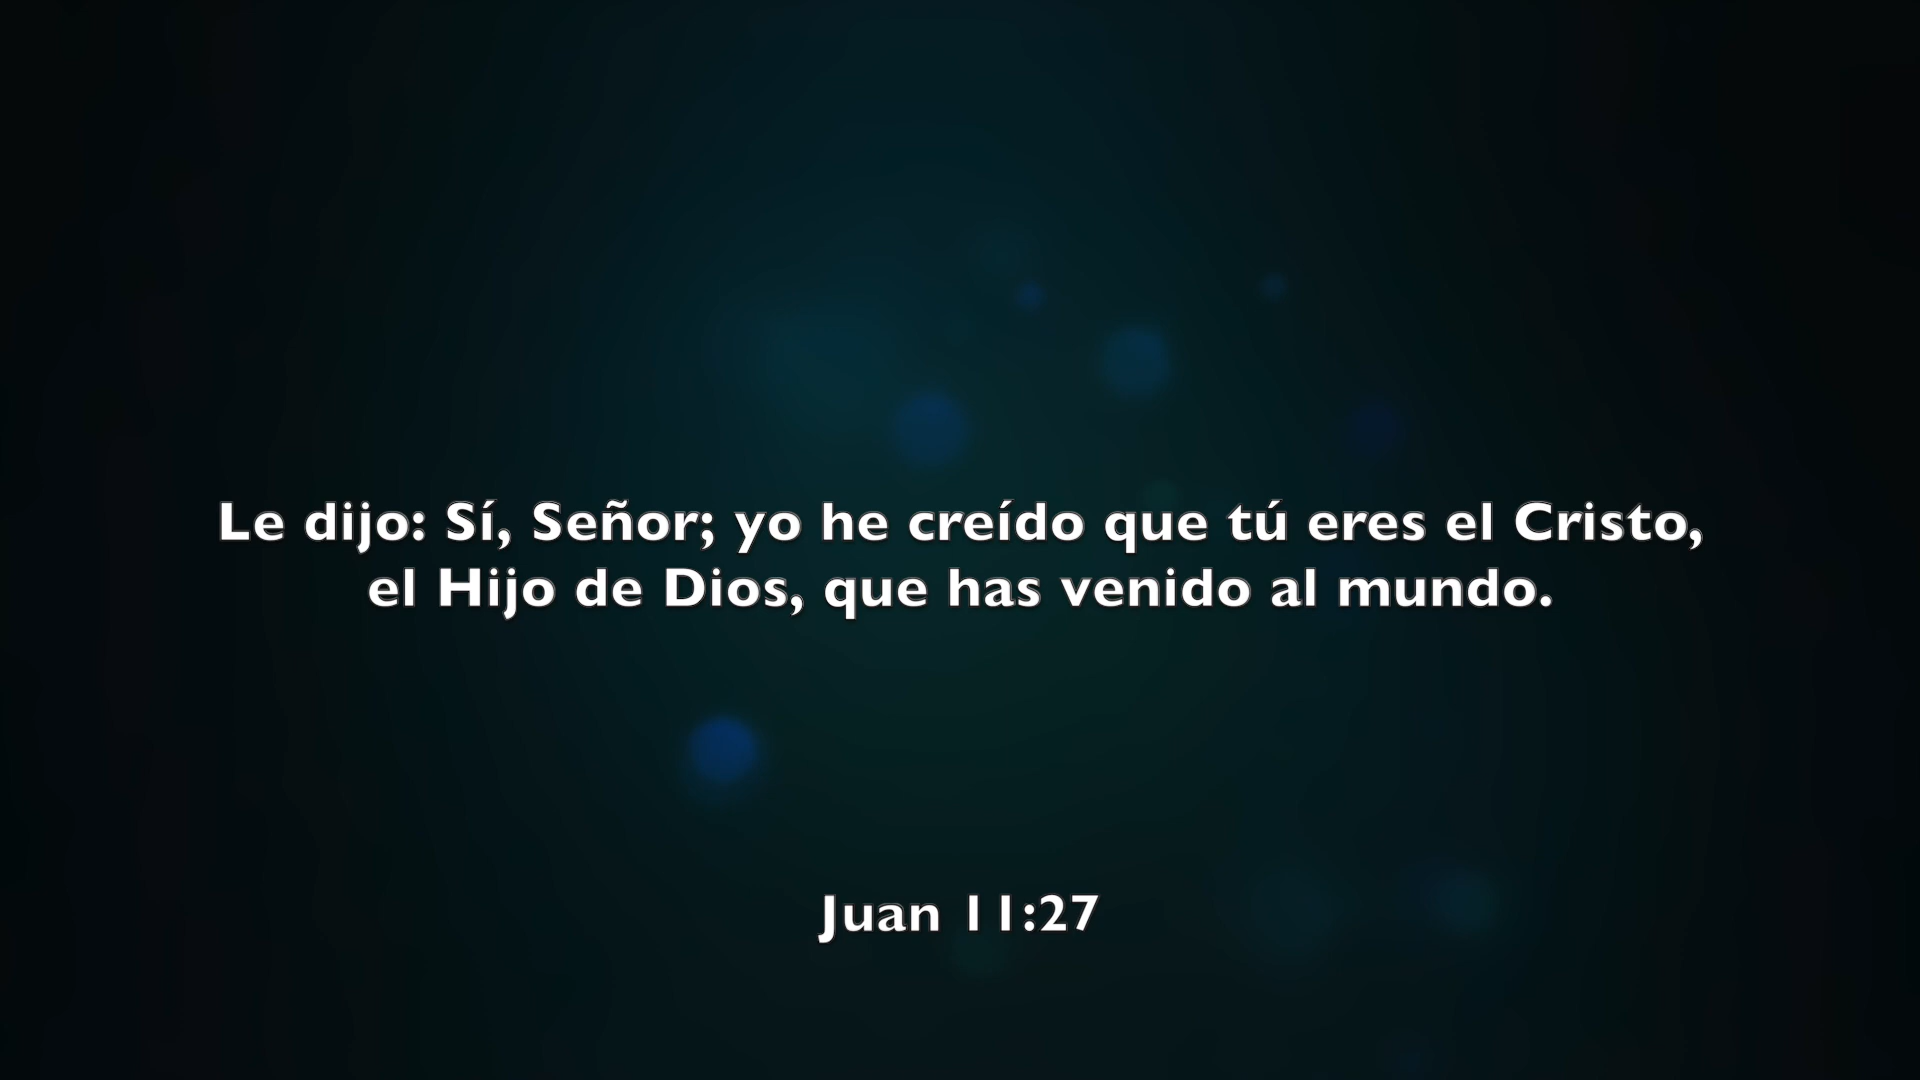 Le dijo: Sí, Señor; yo he creído que tú eres el Cristo,
el Hijo de Dios, que has venido al mundo.
Juan 11:27